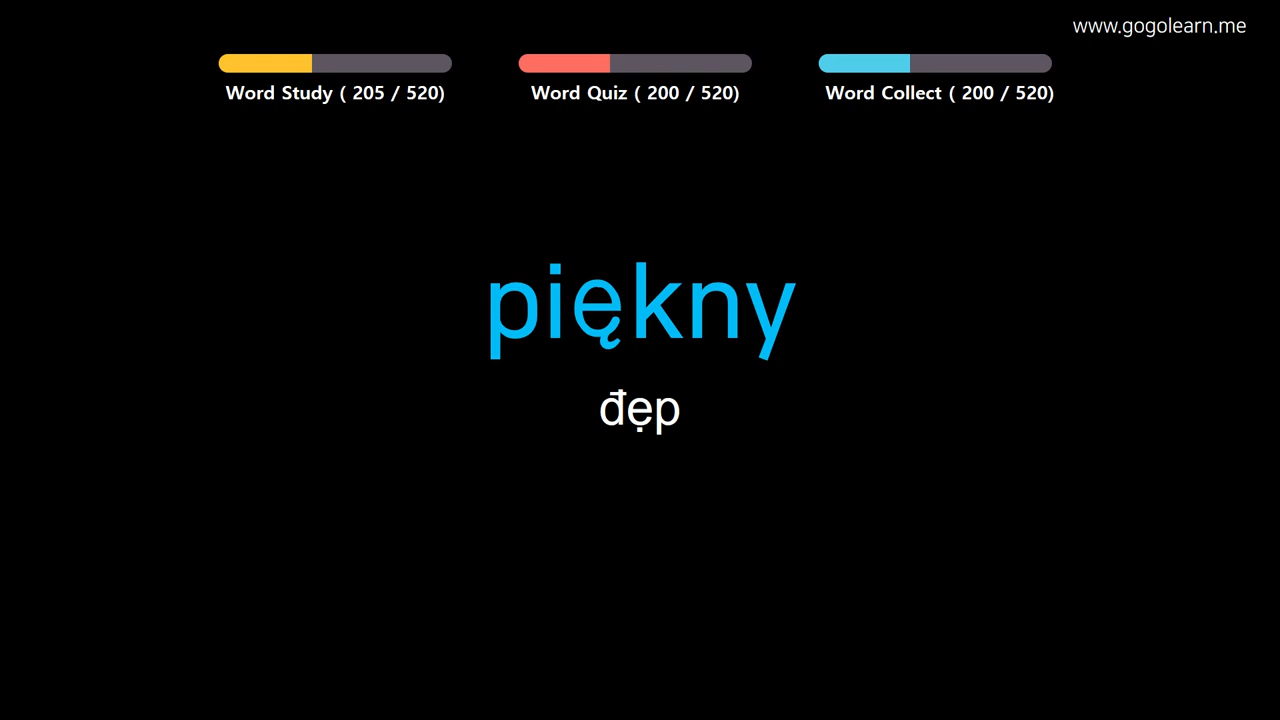 www.gogolearn.me
Word Study ( 205 / 520)
Word Quiz ( 200 / 520)
Word Collect ( 200 / 520)
piękny
đẹp